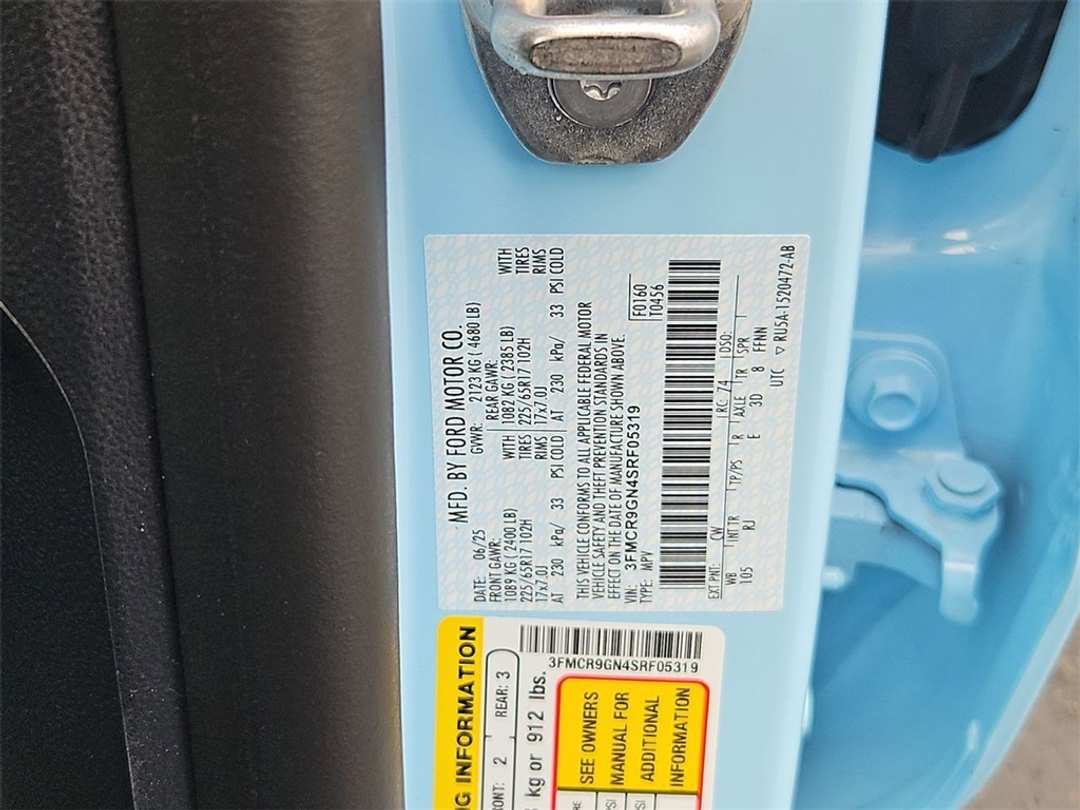 MFD. BY FORD MOTOR CO.
DATE: 06/25 GVWR: 2123 KG ( 4680 LB)
FRONT GAWR: REAR GAWR:
1089 KG ( 2400 LB) WITH 1082 KG ( 2385 LB) WITH
225/65R17 102H TIRES 225/65R17 102H TIRES
17x7.0J RIMS 17x7.0J RIMS
AT 230 kPa/ 33 PSI COLD AT 230 kPa/ 33 PSI COLD
THIS VEHICLE CONFORMS TO ALL APPLICABLE FEDERAL MOTOR
VEHICLE SAFETY AND THEFT PREVENTION STANDARDS IN
EFFECT ON THE DATE OF MANUFACTURE SHOWN ABOVE.
VIN: 3FMCR9GN4SRF05319 F0160
TYPE: MPV T0456
EXT PNT: CW RC: 74 DSO:
WB INT TR TP/PS R AXLE TR SPR
105 RJ E 3D 8 FFNN
UTC ▽ RU5A-1520472-AB
3FMCR9GN4SRF05319
NG INFORMATION
RONT: 2 REAR: 3
kg or 912 lbs.
SEE OWNERS
MANUAL FOR
ADDITIONAL
INFORMATION